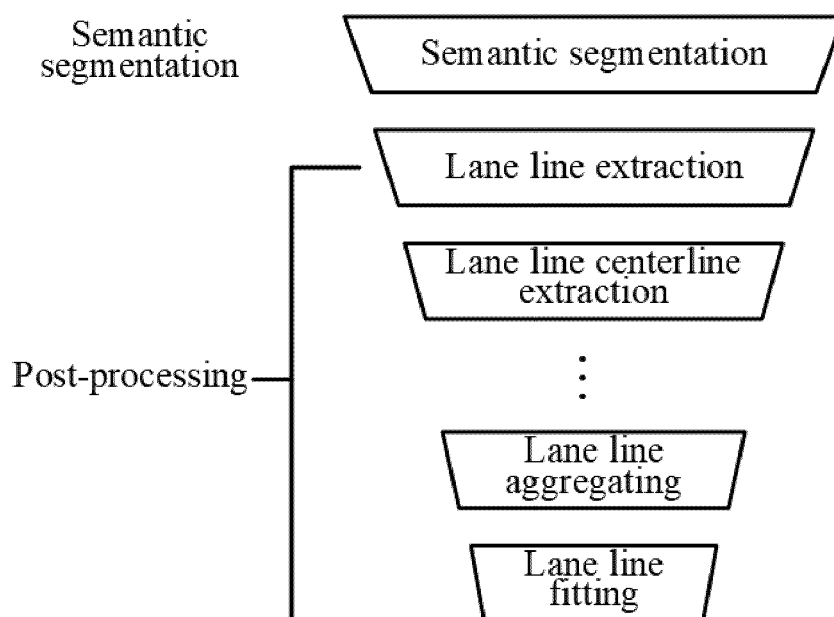 Semantic
segmentation
Semantic segmentation
Lane line extraction
Lane line centerline
extraction
Post-processing
Lane line
aggregating
Lane line
fitting